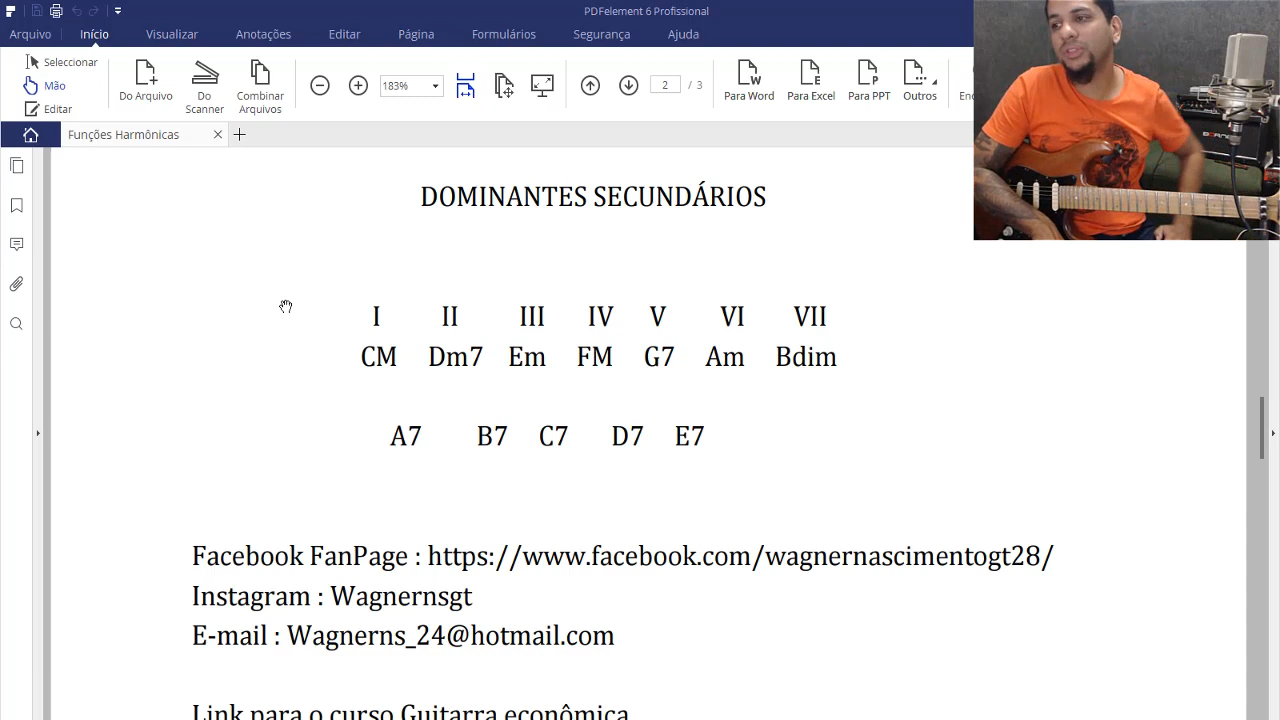 PDFelement 6 Profissional
Arquivo Início Visualizar Anotações Editar Página Formulários Segurança Ajuda
Seleccionar
Mão
Editar
Do Arquivo
Do Scanner
Combinar Arquivos
183%
2 / 3
Para Word
Para Excel
Para PPT
Outros
Funções Harmônicas
DOMINANTES SECUNDÁRIOS
I II III IV V VI VII
CM Dm7 Em FM G7 Am Bdim
A7 B7 C7 D7 E7
Facebook FanPage : https://www.facebook.com/wagnernascimentogt28/
Instagram : Wagnernsgt
E-mail : Wagnerns_24@hotmail.com
Link para o curso Guitarra econômica